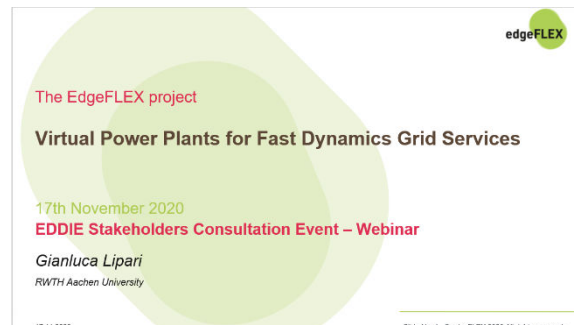 edgeFLEX
The EdgeFLEX project
Virtual Power Plants for Fast Dynamics Grid Services
17th November 2020
EDDIE Stakeholders Consultation Event – Webinar
Gianluca Lipari
RWTH Aachen University